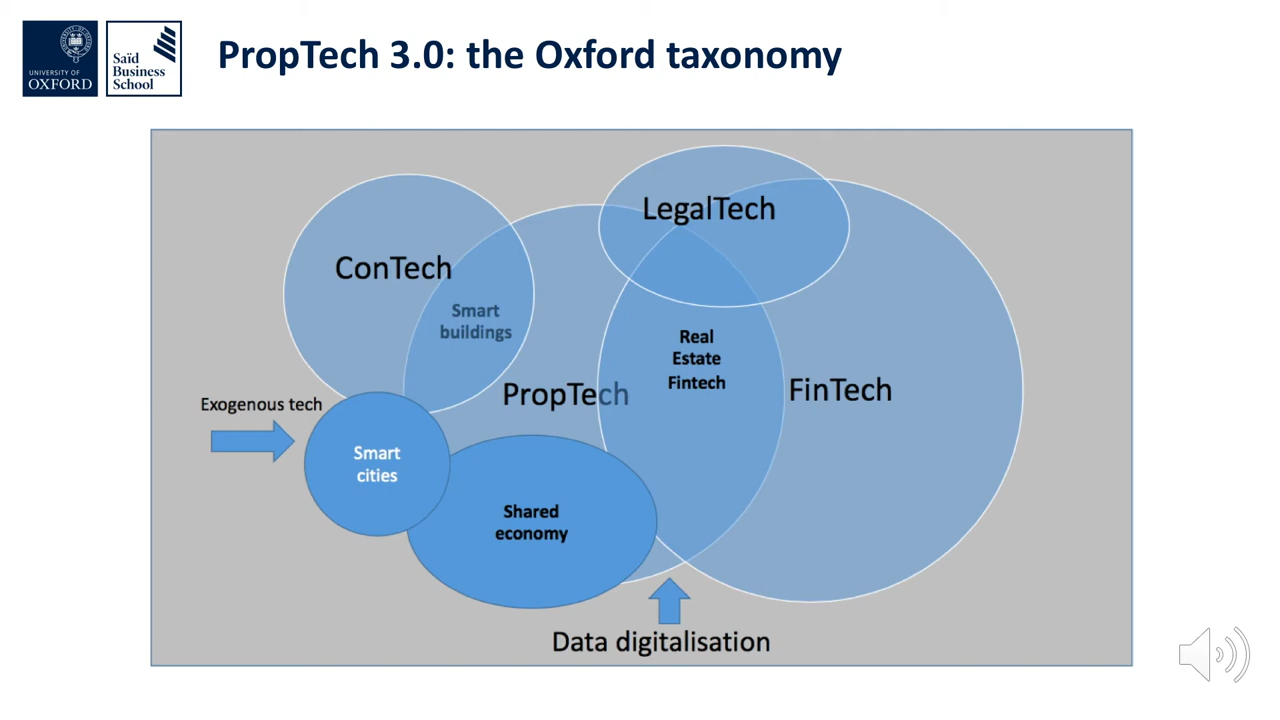 UNIVERSITY OF
OXFORD
Saïd
Business
School
PropTech 3.0: the Oxford taxonomy
LegalTech
ConTech
Smart
buildings
Real
Estate
Fintech
PropTech
FinTech
Exogenous tech
Smart
cities
Shared
economy
Data digitalisation